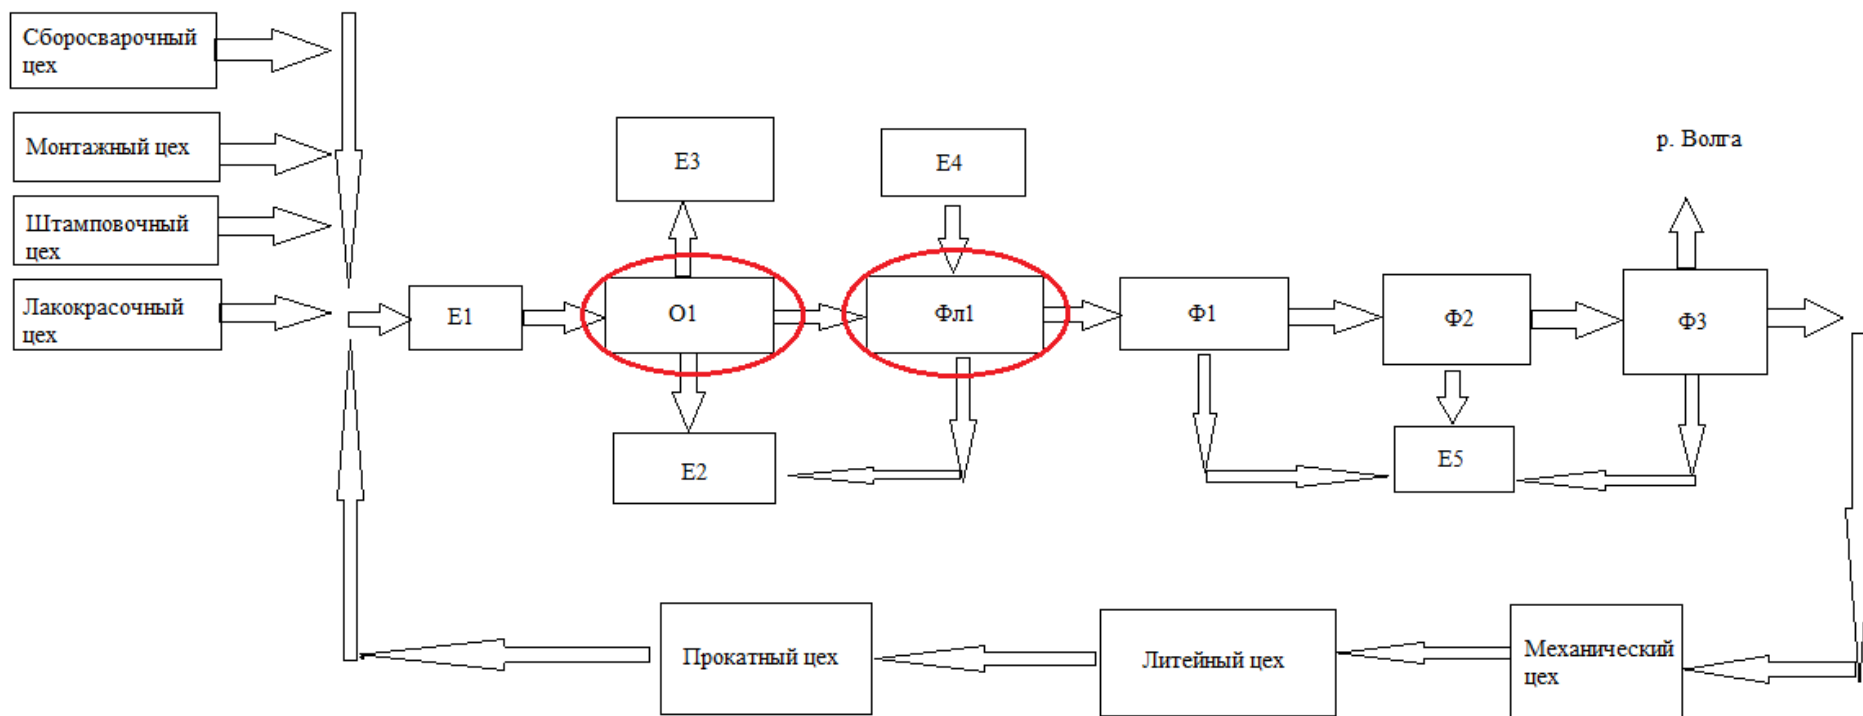 Сборосварочный
цех
Монтажный цех
Штамповочный
цех
Лакокрасочный
цех
Е3
Е4
р. Волга
Е1
О1
Фл1
Ф1
Ф2
Ф3
Е2
Е5
Прокатный цех
Литейный цех
Механический
цех